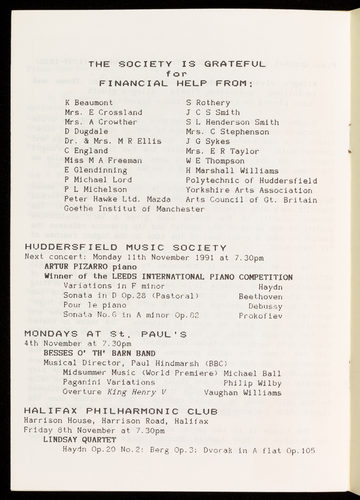 THE SOCIETY IS GRATEFUL
for
FINANCIAL HELP FROM:
K Beaumont S Rothery
Mrs. E Crossland J C S Smith
Mrs. A Crowther S L Henderson Smith
D Dugdale Mrs. C Stephenson
Dr. & Mrs. M R Ellis J G Sykes
C England Mrs. E R Taylor
Miss M A Freeman W E Thompson
E Glendinning H Marshall Williams
P Michael Lord Polytechnic of Huddersfield
P L Michelson Yorkshire Arts Association
Peter Hawke Ltd. Mazda Arts Council of Gt. Britain
Goethe Institut of Manchester
HUDDERSFIELD MUSIC SOCIETY
Next concert: Monday 11th November 1991 at 7.30pm
ARTUR PIZARRO piano
Winner of the LEEDS INTERNATIONAL PIANO COMPETITION
Variations in F minor Haydn
Sonata in D Op.28 (Pastoral) Beethoven
Pour le piano Debussy
Sonata No.6 in A minor Op.82 Prokofiev
MONDAYS AT St. PAUL'S
4th November at 7.30pm
BESSES O' TH' BARN BAND
Musical Director, Paul Hindmarsh (BBC)
Midsummer Music (World Premiere) Michael Ball
Paganini Variations Philip Wilby
Overture King Henry V Vaughan Williams
HALIFAX PHILHARMONIC CLUB
Harrison House, Harrison Road, Halifax
Friday 8th November at 7.30pm
LINDSAY QUARTET
Haydn Op.20 No.2: Berg Op.3: Dvorak in A flat Op.105